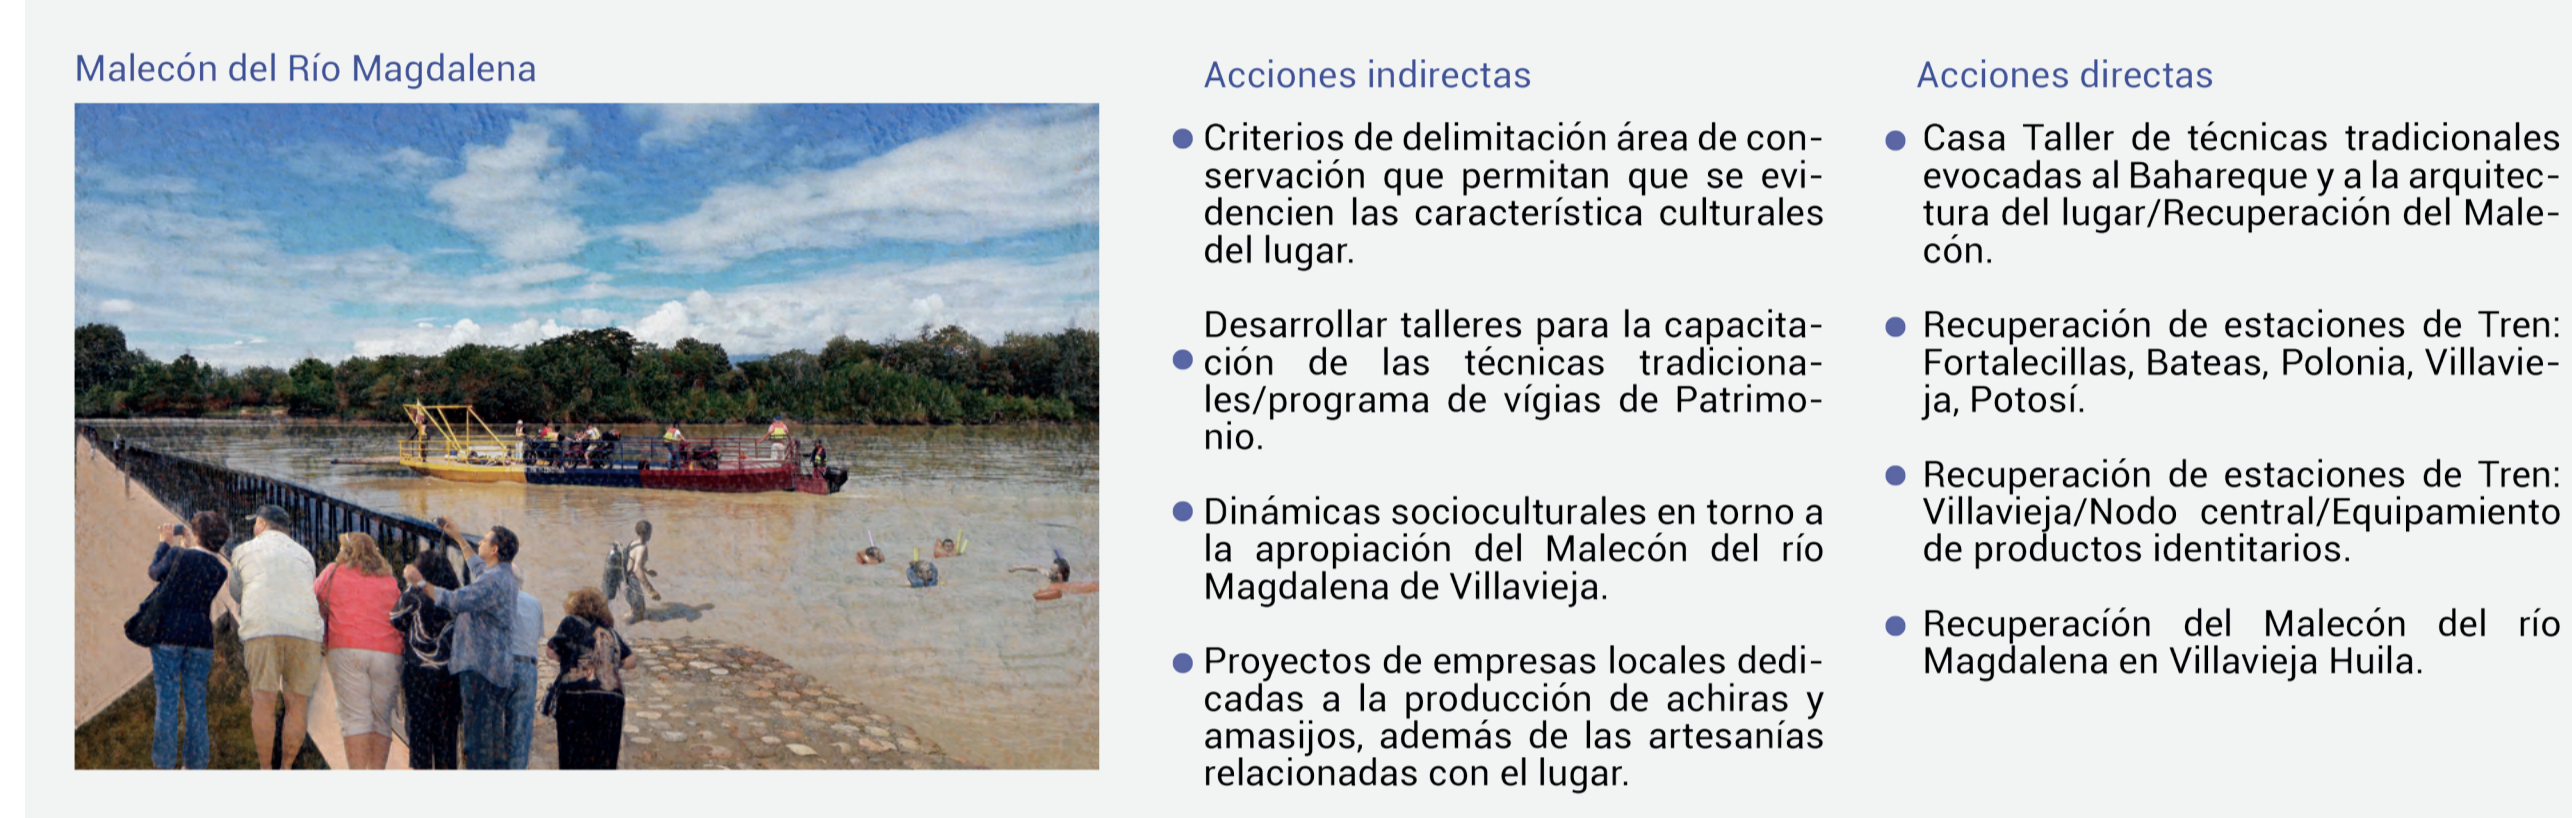 Malecón del Río Magdalena
Acciones indirectas
Criterios de delimitación área de con-
servación que permitan que se evi-
dencien las característica culturales
del lugar.
Desarrollar talleres para la capacita-
ción de las técnicas tradiciona-
les/programa de vígias de Patrimo-
nio.
Dinámicas socioculturales en torno a
la apropiación del Malecón del río
Magdalena de Villavieja.
Proyectos de empresas locales dedi-
cadas a la producción de achiras y
amasijos, además de las artesanías
relacionadas con el lugar.
Acciones directas
Casa Taller de técnicas tradicionales
evocadas al Bahareque y a la arquitec-
tura del lugar/Recuperación del Male-
cón.
Recuperación de estaciones de Tren:
Fortalecillas, Bateas, Polonia, Villavie-
ja, Potosí.
Recuperación de estaciones de Tren:
Villavieja/Nodo central/Equipamiento
de productos identitarios.
Recuperacíón del Malecón del río
Magdalena en Villavieja Huila.